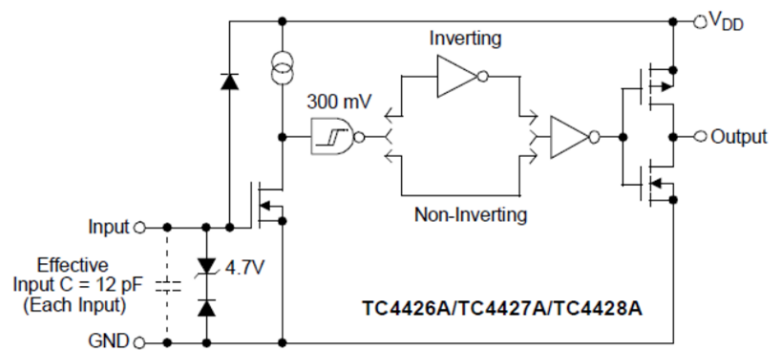 V_DD
Inverting
300 mV
Output
Non-Inverting
Input
4.7V
Effective
Input C = 12 pF
(Each Input)
TC4426A/TC4427A/TC4428A
GND